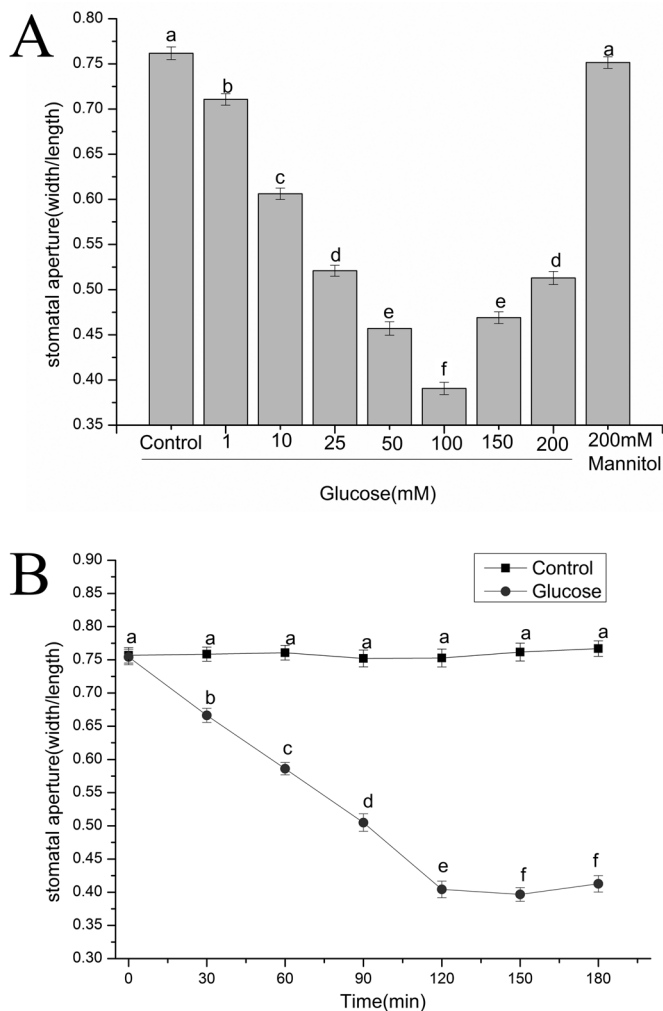 A
0.80
0.75
0.70
0.65
0.60
0.55
0.50
0.45
0.40
0.35
stomatal aperture(width/length)
a
b
c
d
e
f
e
d
a
Control 1 10 25 50 100 150 200 200mM
Mannitol
Glucose(mM)
B
0.90
0.85
0.80
0.75
0.70
0.65
0.60
0.55
0.50
0.45
0.40
0.35
0.30
stomatal aperture(width/length)
Control
Glucose
a a a a a a a
b
c
d
e
f
f
0 30 60 90 120 150 180
Time(min)